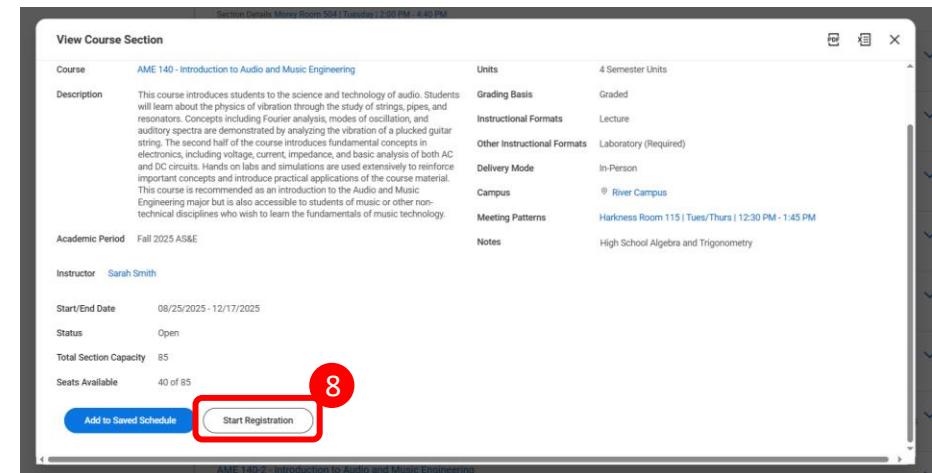 Section Details Morey Room 504 | Tuesday | 2:00 PM - 4:40 PM
View Course Section
PDF
Course AME 140 - Introduction to Audio and Music Engineering
Description This course introduces students to the science and technology of audio. Students
will learn about the physics of vibration through the study of strings, pipes, and
resonators. Concepts including Fourier analysis, modes of oscillation, and
auditory spectra are demonstrated by analyzing the vibration of a plucked guitar
string. The second half of the course introduces fundamental concepts in
electronics, including voltage, current, impedance, and basic analysis of both AC
and DC circuits. Hands on labs and simulations are used extensively to reinforce
important concepts and introduce practical applications of the course material.
This course is recommended as an introduction to the Audio and Music
Engineering major but is also accessible to students of music or other non-
technical disciplines who wish to learn the fundamentals of music technology.
Academic Period Fall 2025 AS&E
Instructor Sarah Smith
Start/End Date 08/25/2025 - 12/17/2025
Status Open
Total Section Capacity 85
Seats Available 40 of 85
Units 4 Semester Units
Grading Basis Graded
Instructional Formats Lecture
Other Instructional Formats Laboratory (Required)
Delivery Mode In-Person
Campus River Campus
Meeting Patterns Harkness Room 115 | Tues/Thurs | 12:30 PM - 1:45 PM
Notes High School Algebra and Trigonometry
8
Add to Saved Schedule Start Registration
AME 140-2 - Introduction to Audio and Music Engineering